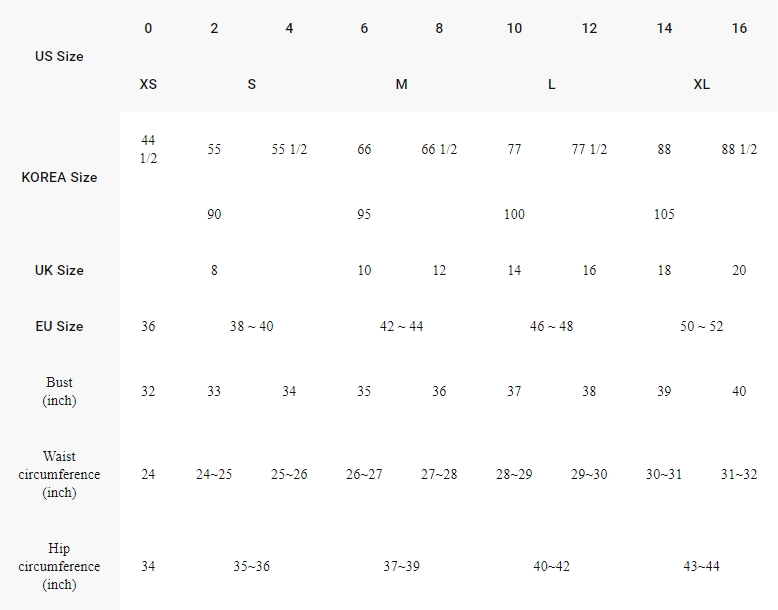 0 2 4 6 8 10 12 14 16
US Size
XS S M L XL
44
1/2
55 55 1/2 66 66 1/2 77 77 1/2 88 88 1/2
KOREA Size
90 95 100 105
UK Size 8 10 12 14 16 18 20
EU Size 36 38 ~ 40 42 ~ 44 46 ~ 48 50 ~ 52
Bust
(inch)
32 33 34 35 36 37 38 39 40
Waist
circumference
(inch)
24 24~25 25~26 26~27 27~28 28~29 29~30 30~31 31~32
Hip
circumference
(inch)
34 35~36 37~39 40~42 43~44